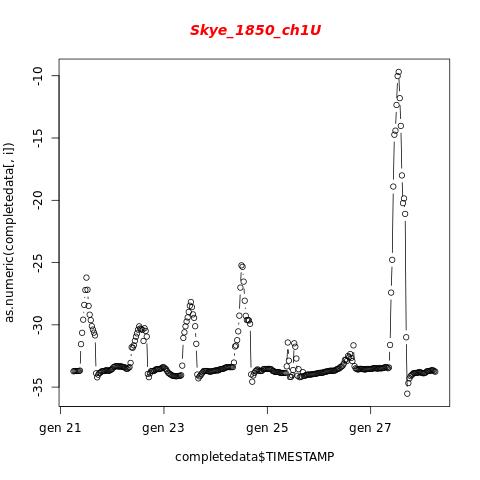 Skye_1850_ch1U
as.numeric(completedata[, i])
-10
-15
-20
-25
-30
-35
gen 21
gen 23
gen 25
gen 27
completedata$TIMESTAMP